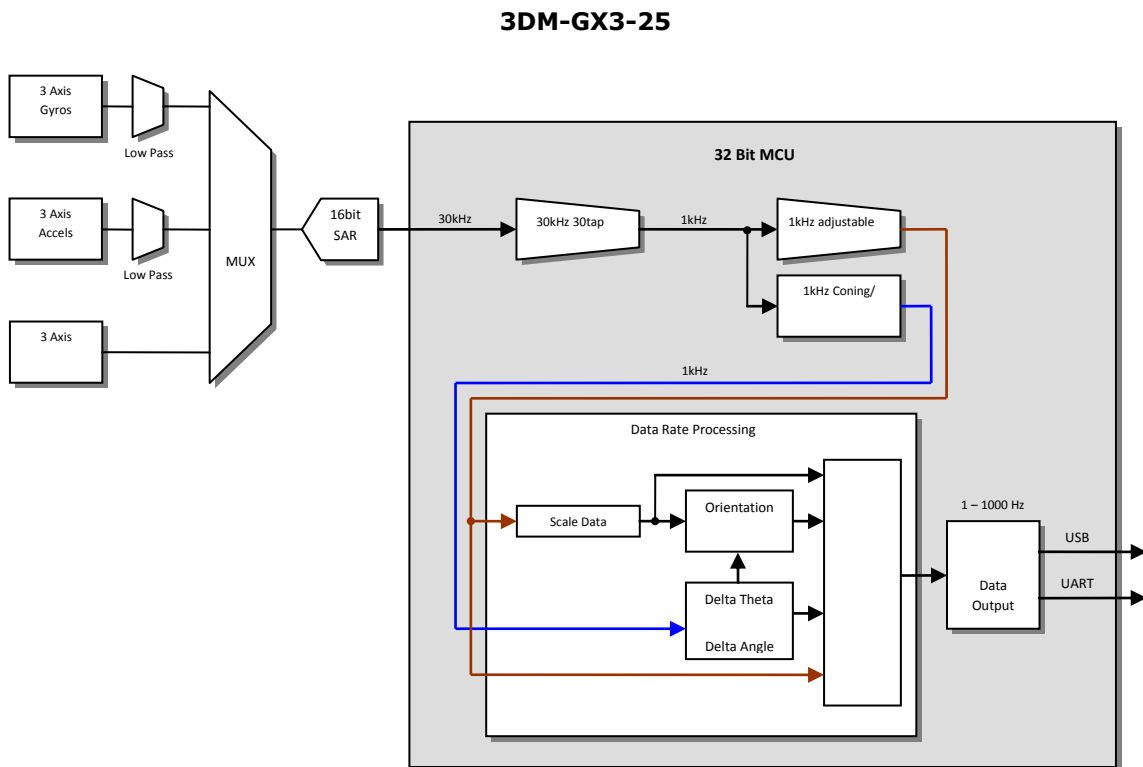 3DM-GX3-25
3 Axis
Gyros
Low Pass
3 Axis
Accels
Low Pass
3 Axis
MUX
16bit
SAR
32 Bit MCU
30kHz
30kHz 30tap
1kHz
1kHz adjustable
1kHz Coning/
1kHz
Data Rate Processing
Scale Data
Orientation
Delta Theta
Delta Angle
1 – 1000 Hz
Data
Output
USB
UART